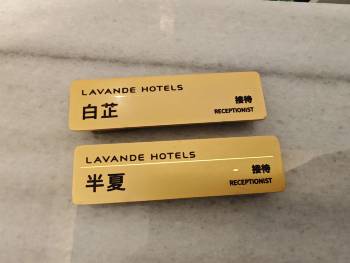 LAVANDE HOTELS
白芷
接待
RECEPTIONIST
LAVANDE HOTELS
半夏
接待
RECEPTIONIST